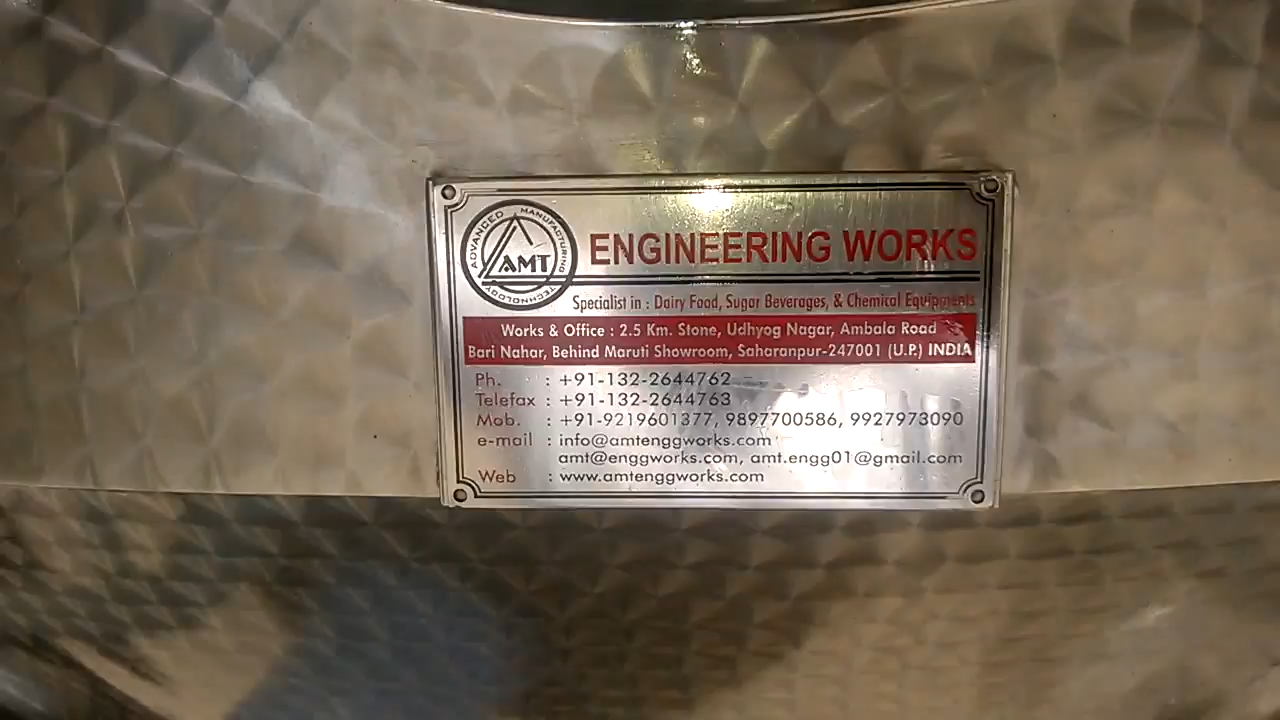 ADVANCED MANUFACTURING TECHNOLOGY
AMT
ENGINEERING WORKS
Specialist in : Dairy Food, Sugar Beverages, & Chemical Equipments
Works & Office : 2.5 Km. Stone, Udhyog Nagar, Ambala Road
Bari Nahar, Behind Maruti Showroom, Saharanpur-247001 (U.P.) INDIA
Ph. : +91-132-2644762
Telefax : +91-132-2644763
Mob. : +91-9219601377, 9897700586, 9927973090
e-mail : info@amtenggworks.com
amt@enggworks.com, amt.engg01@gmail.com
Web : www.amtenggworks.com